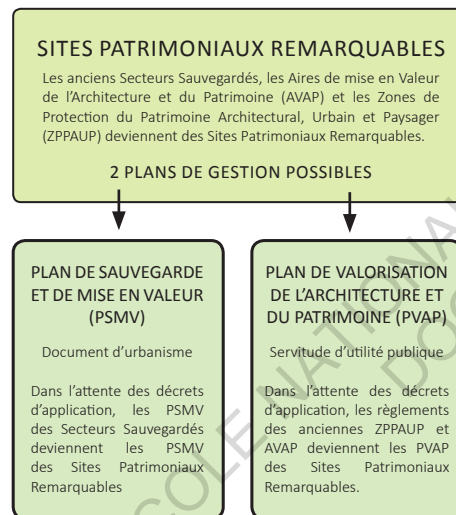 SITES PATRIMONIAUX REMARQUABLES
Les anciens Secteurs Sauvegardés, les Aires de mise en Valeur
de l’Architecture et du Patrimoine (AVAP) et les Zones de
Protection du Patrimoine Architectural, Urbain et Paysager
(ZPPAUP) deviennent des Sites Patrimoniaux Remarquables.
2 PLANS DE GESTION POSSIBLES
PLAN DE SAUVEGARDE
ET DE MISE EN VALEUR
(PSMV)
Document d’urbanisme
Dans l’attente des décrets
d’application, les PSMV
des Secteurs Sauvegardés
deviennent les PSMV
des Sites Patrimoniaux
Remarquables
PLAN DE VALORISATION
DE L’ARCHITECTURE ET
DU PATRIMOINE (PVAP)
Servitude d’utilité publique
Dans l’attente des décrets
d’application, les règlements
des anciennes ZPPAUP et
AVAP deviennent les PVAP
des Sites Patrimoniaux
Remarquables.